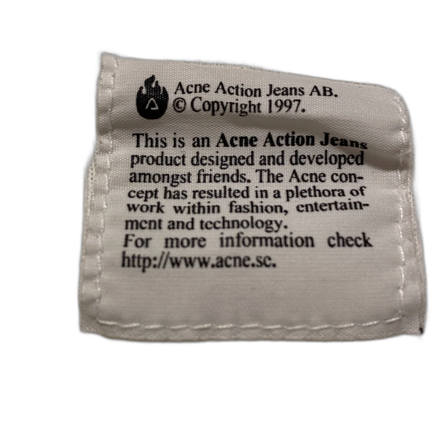 Acne Action Jeans AB.
© Copyright 1997.
This is an Acne Action Jeans
product designed and developed
amongst friends. The Acne con-
cept has resulted in a plethora of
work within fashion, entertain-
ment and technology.
For more information check
http://www.acne.se.